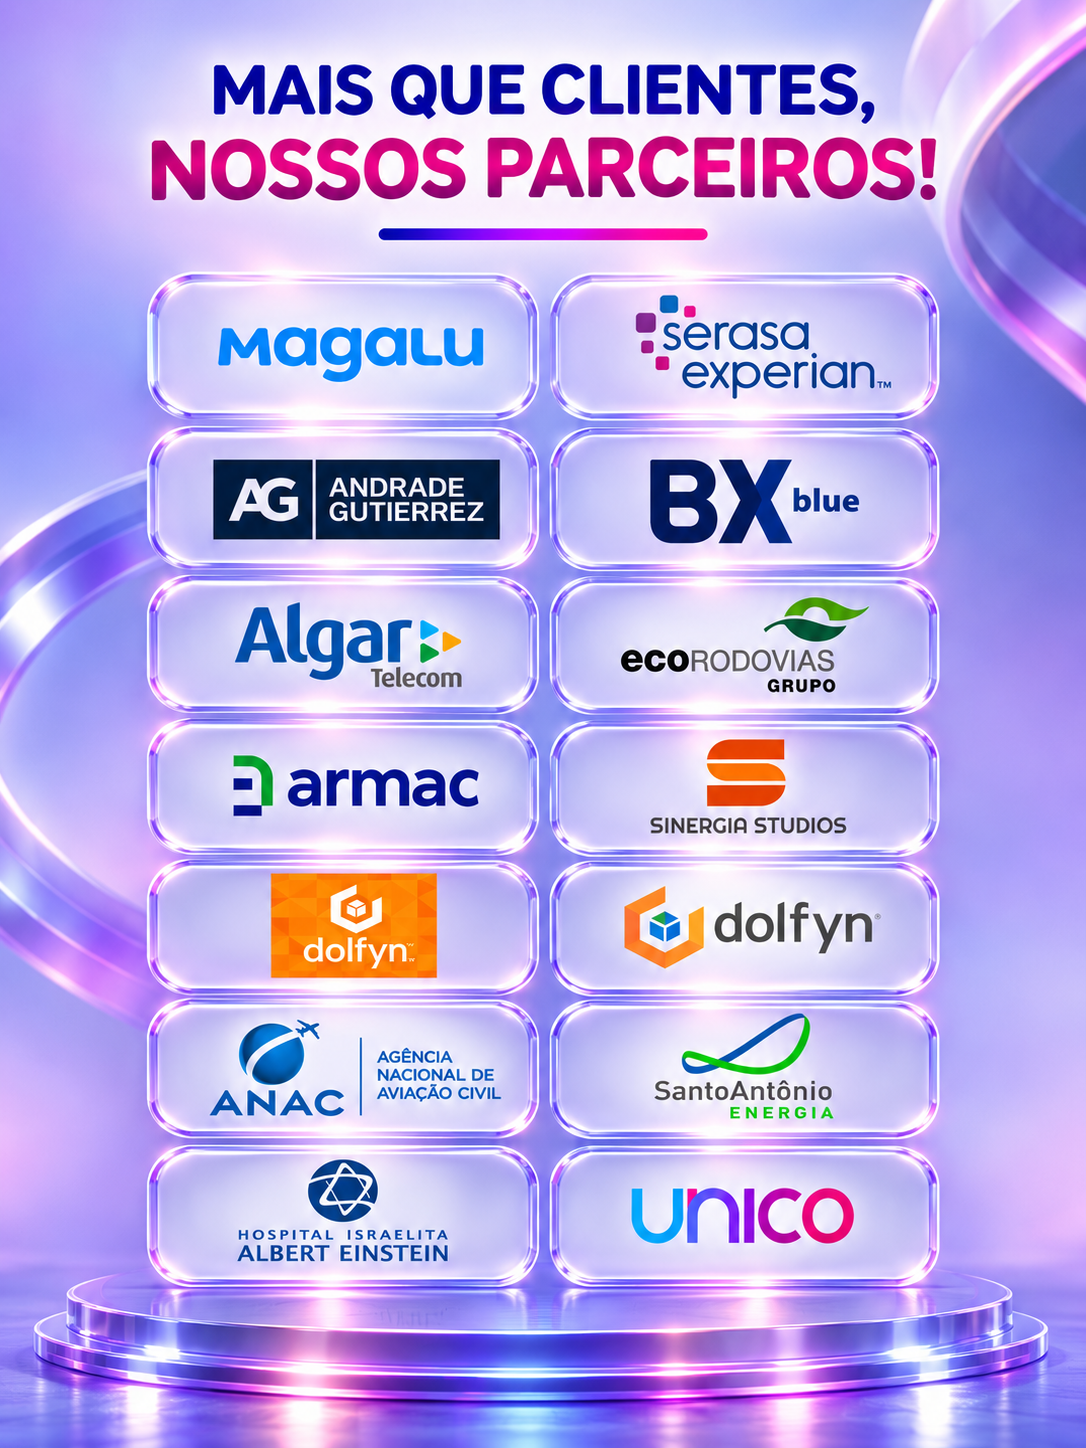 MAIS QUE CLIENTES,
NOSSOS PARCEIROS!
Magalu
serasa
experian™
AG
ANDRADE
GUTIERREZ
BX blue
Algar
Telecom
ecoRODOVIAS
GRUPO
armac
SINERGIA STUDIOS
dolfyn
dolfyn®
ANAC
AGÊNCIA
NACIONAL DE
AVIAÇÃO CIVIL
SantoAntônio
ENERGIA
HOSPITAL ISRAELITA
ALBERT EINSTEIN
unico